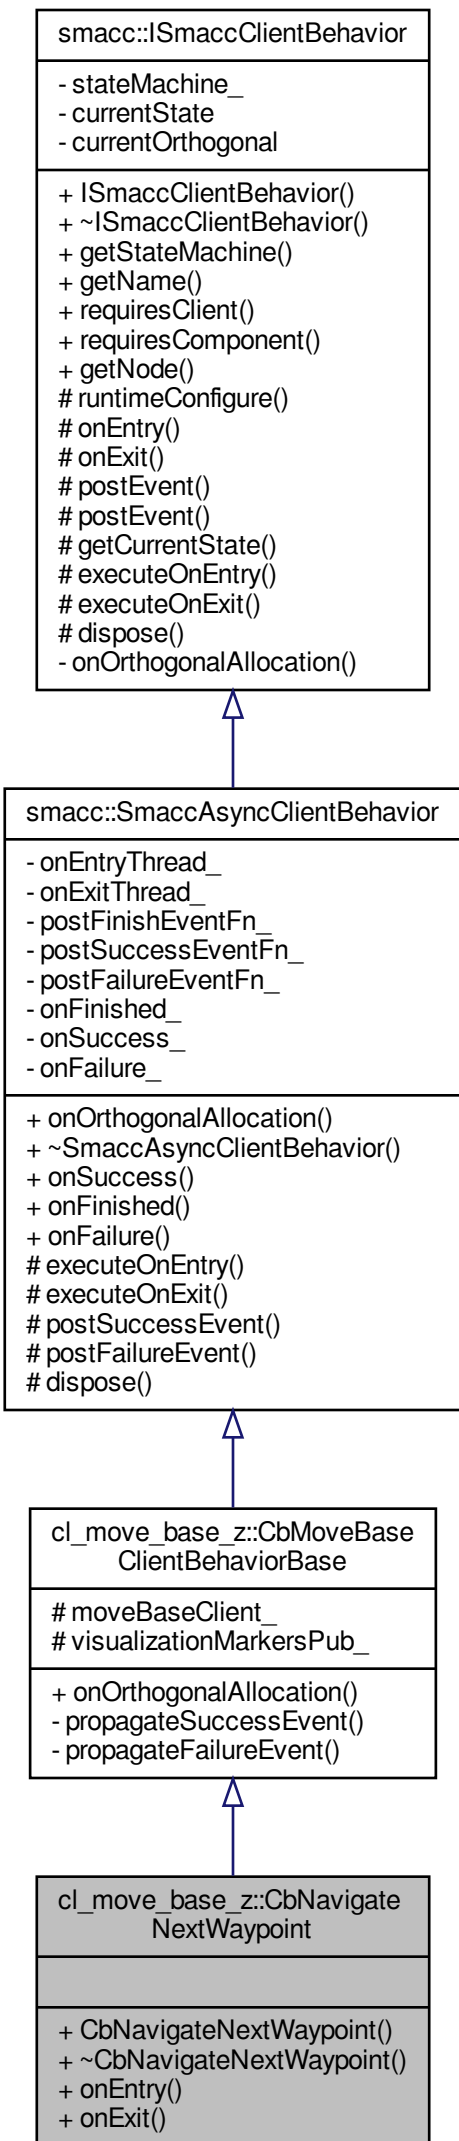 smacc::ISmaccClientBehavior
- stateMachine_
- currentState
- currentOrthogonal
+ ISmaccClientBehavior()
+ ~ISmaccClientBehavior()
+ getStateMachine()
+ getName()
+ requiresClient()
+ requiresComponent()
+ getNode()
# runtimeConfigure()
# onEntry()
# onExit()
# postEvent()
# postEvent()
# getCurrentState()
# executeOnEntry()
# executeOnExit()
# dispose()
- onOrthogonalAllocation()
smacc::SmaccAsyncClientBehavior
- onEntryThread_
- onExitThread_
- postFinishEventFn_
- postSuccessEventFn_
- postFailureEventFn_
- onFinished_
- onSuccess_
- onFailure_
+ onOrthogonalAllocation()
+ ~SmaccAsyncClientBehavior()
+ onSuccess()
+ onFinished()
+ onFailure()
# executeOnEntry()
# executeOnExit()
# postSuccessEvent()
# postFailureEvent()
# dispose()
cl_move_base_z::CbMoveBase
ClientBehaviorBase
# moveBaseClient_
# visualizationMarkersPub_
+ onOrthogonalAllocation()
- propagateSuccessEvent()
- propagateFailureEvent()
cl_move_base_z::CbNavigate
NextWaypoint
+ CbNavigateNextWaypoint()
+ ~CbNavigateNextWaypoint()
+ onEntry()
+ onExit()